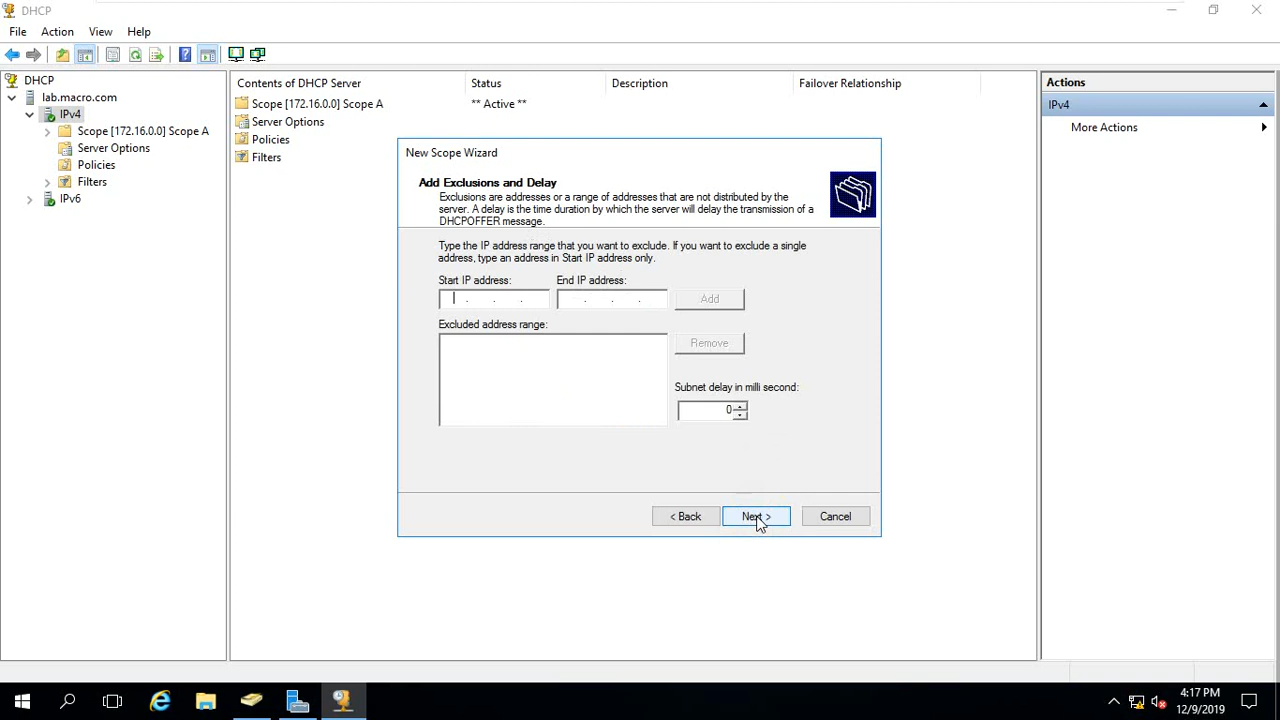 DHCP
File Action View Help
DHCP
lab.macro.com
IPv4
Scope [172.16.0.0] Scope A
Server Options
Policies
Filters
IPv6
Contents of DHCP Server Status Description Failover Relationship
Scope [172.16.0.0] Scope A ** Active **
Server Options
Policies
Filters
New Scope Wizard
Add Exclusions and Delay
Exclusions are addresses or a range of addresses that are not distributed by the
server. A delay is the time duration by which the server will delay the transmission of a
DHCPOFFER message.
Type the IP address range that you want to exclude. If you want to exclude a single
address, type an address in Start IP address only.
Start IP address: End IP address:
. . . . . . Add
Excluded address range:
Remove
Subnet delay in milli second:
0
< Back Next > Cancel
Actions
IPv4
More Actions
4:17 PM
12/9/2019